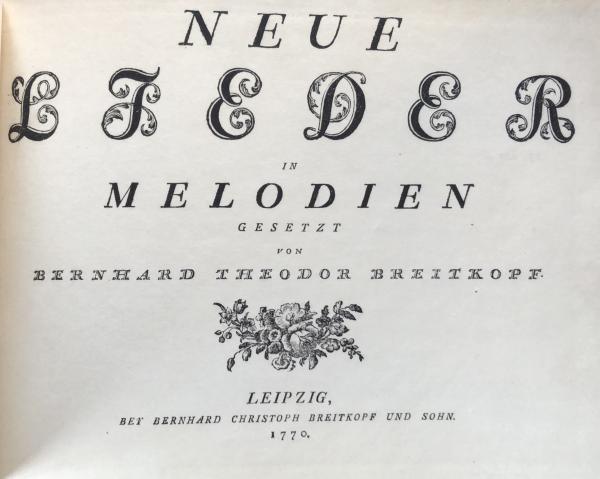 NEUE
LIEDER
IN
MELODIEN
GESETZT
VON
BERNHARD THEODOR BREITKOPF.
LEIPZIG,
BEY BERNHARD CHRISTOPH BREITKOPF UND SOHN.
1770.